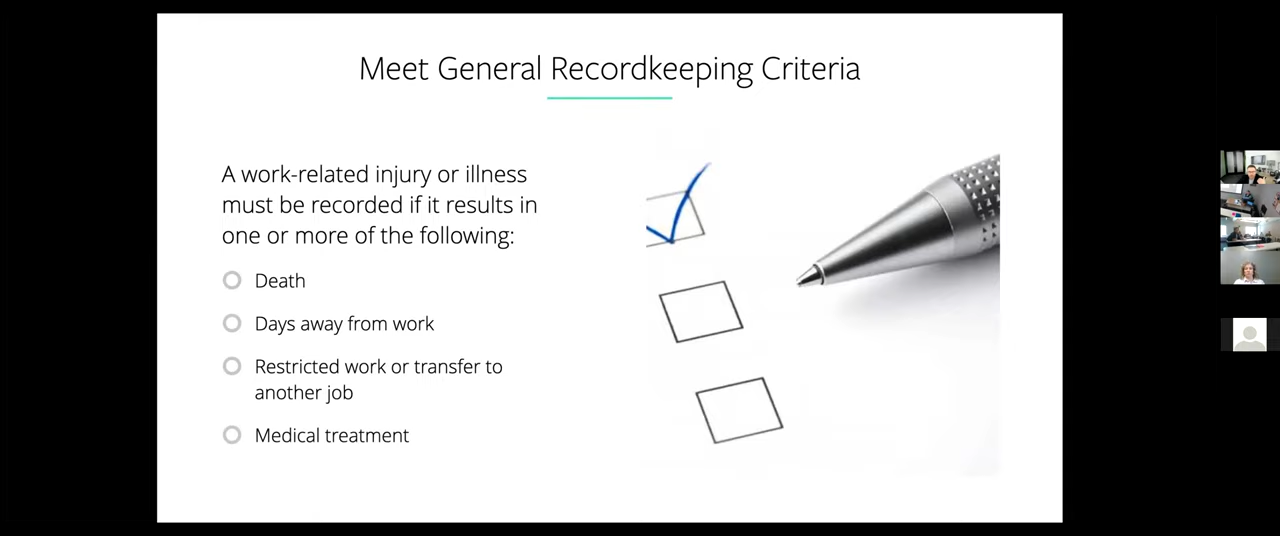 Meet General Recordkeeping Criteria
A work-related injury or illness
must be recorded if it results in
one or more of the following:
Death
Days away from work
Restricted work or transfer to
another job
Medical treatment